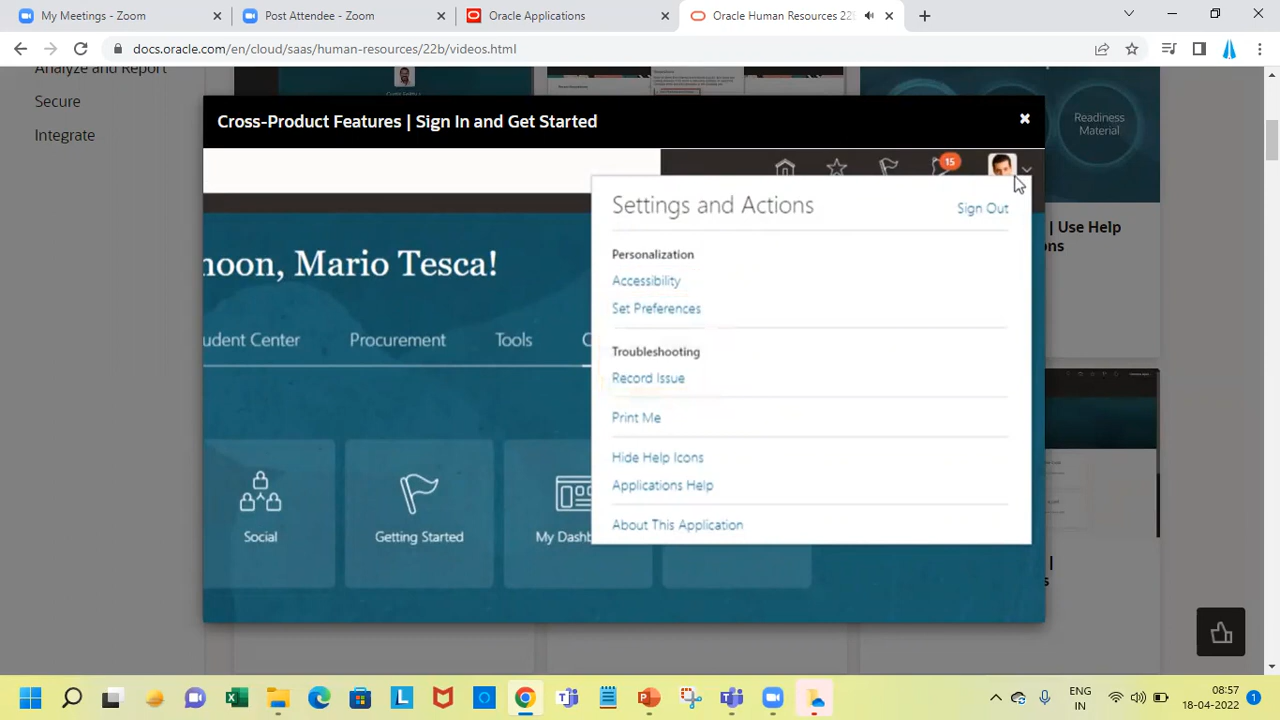 My Meetings - Zoom
Post Attendee - Zoom
Oracle Applications
Oracle Human Resources 22
docs.oracle.com/en/cloud/saas/human-resources/22b/videos.html
Analyze and Report
Secure
Integrate
Readiness
Material
Cross-Product Features | Sign In and Get Started
15
Settings and Actions
Sign Out
| Use Help
noon, Mario Tesca!
Personalization
Accessibility
Set Preferences
udent Center
Procurement
Tools
Troubleshooting
Record Issue
Print Me
Hide Help Icons
Applications Help
About This Application
Social
Getting Started
My Dashb
ENG
IN
08:57
18-04-2022
1